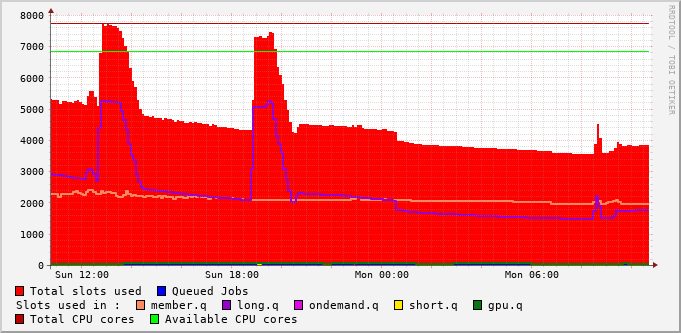 8000
7000
6000
5000
4000
3000
2000
1000
0
Sun 12:00 Sun 18:00 Mon 00:00 Mon 06:00
Total slots used Queued Jobs
Slots used in : member.q long.q ondemand.q short.q gpu.q
Total CPU cores Available CPU cores
RRDTOOL / TOBI OETIKER